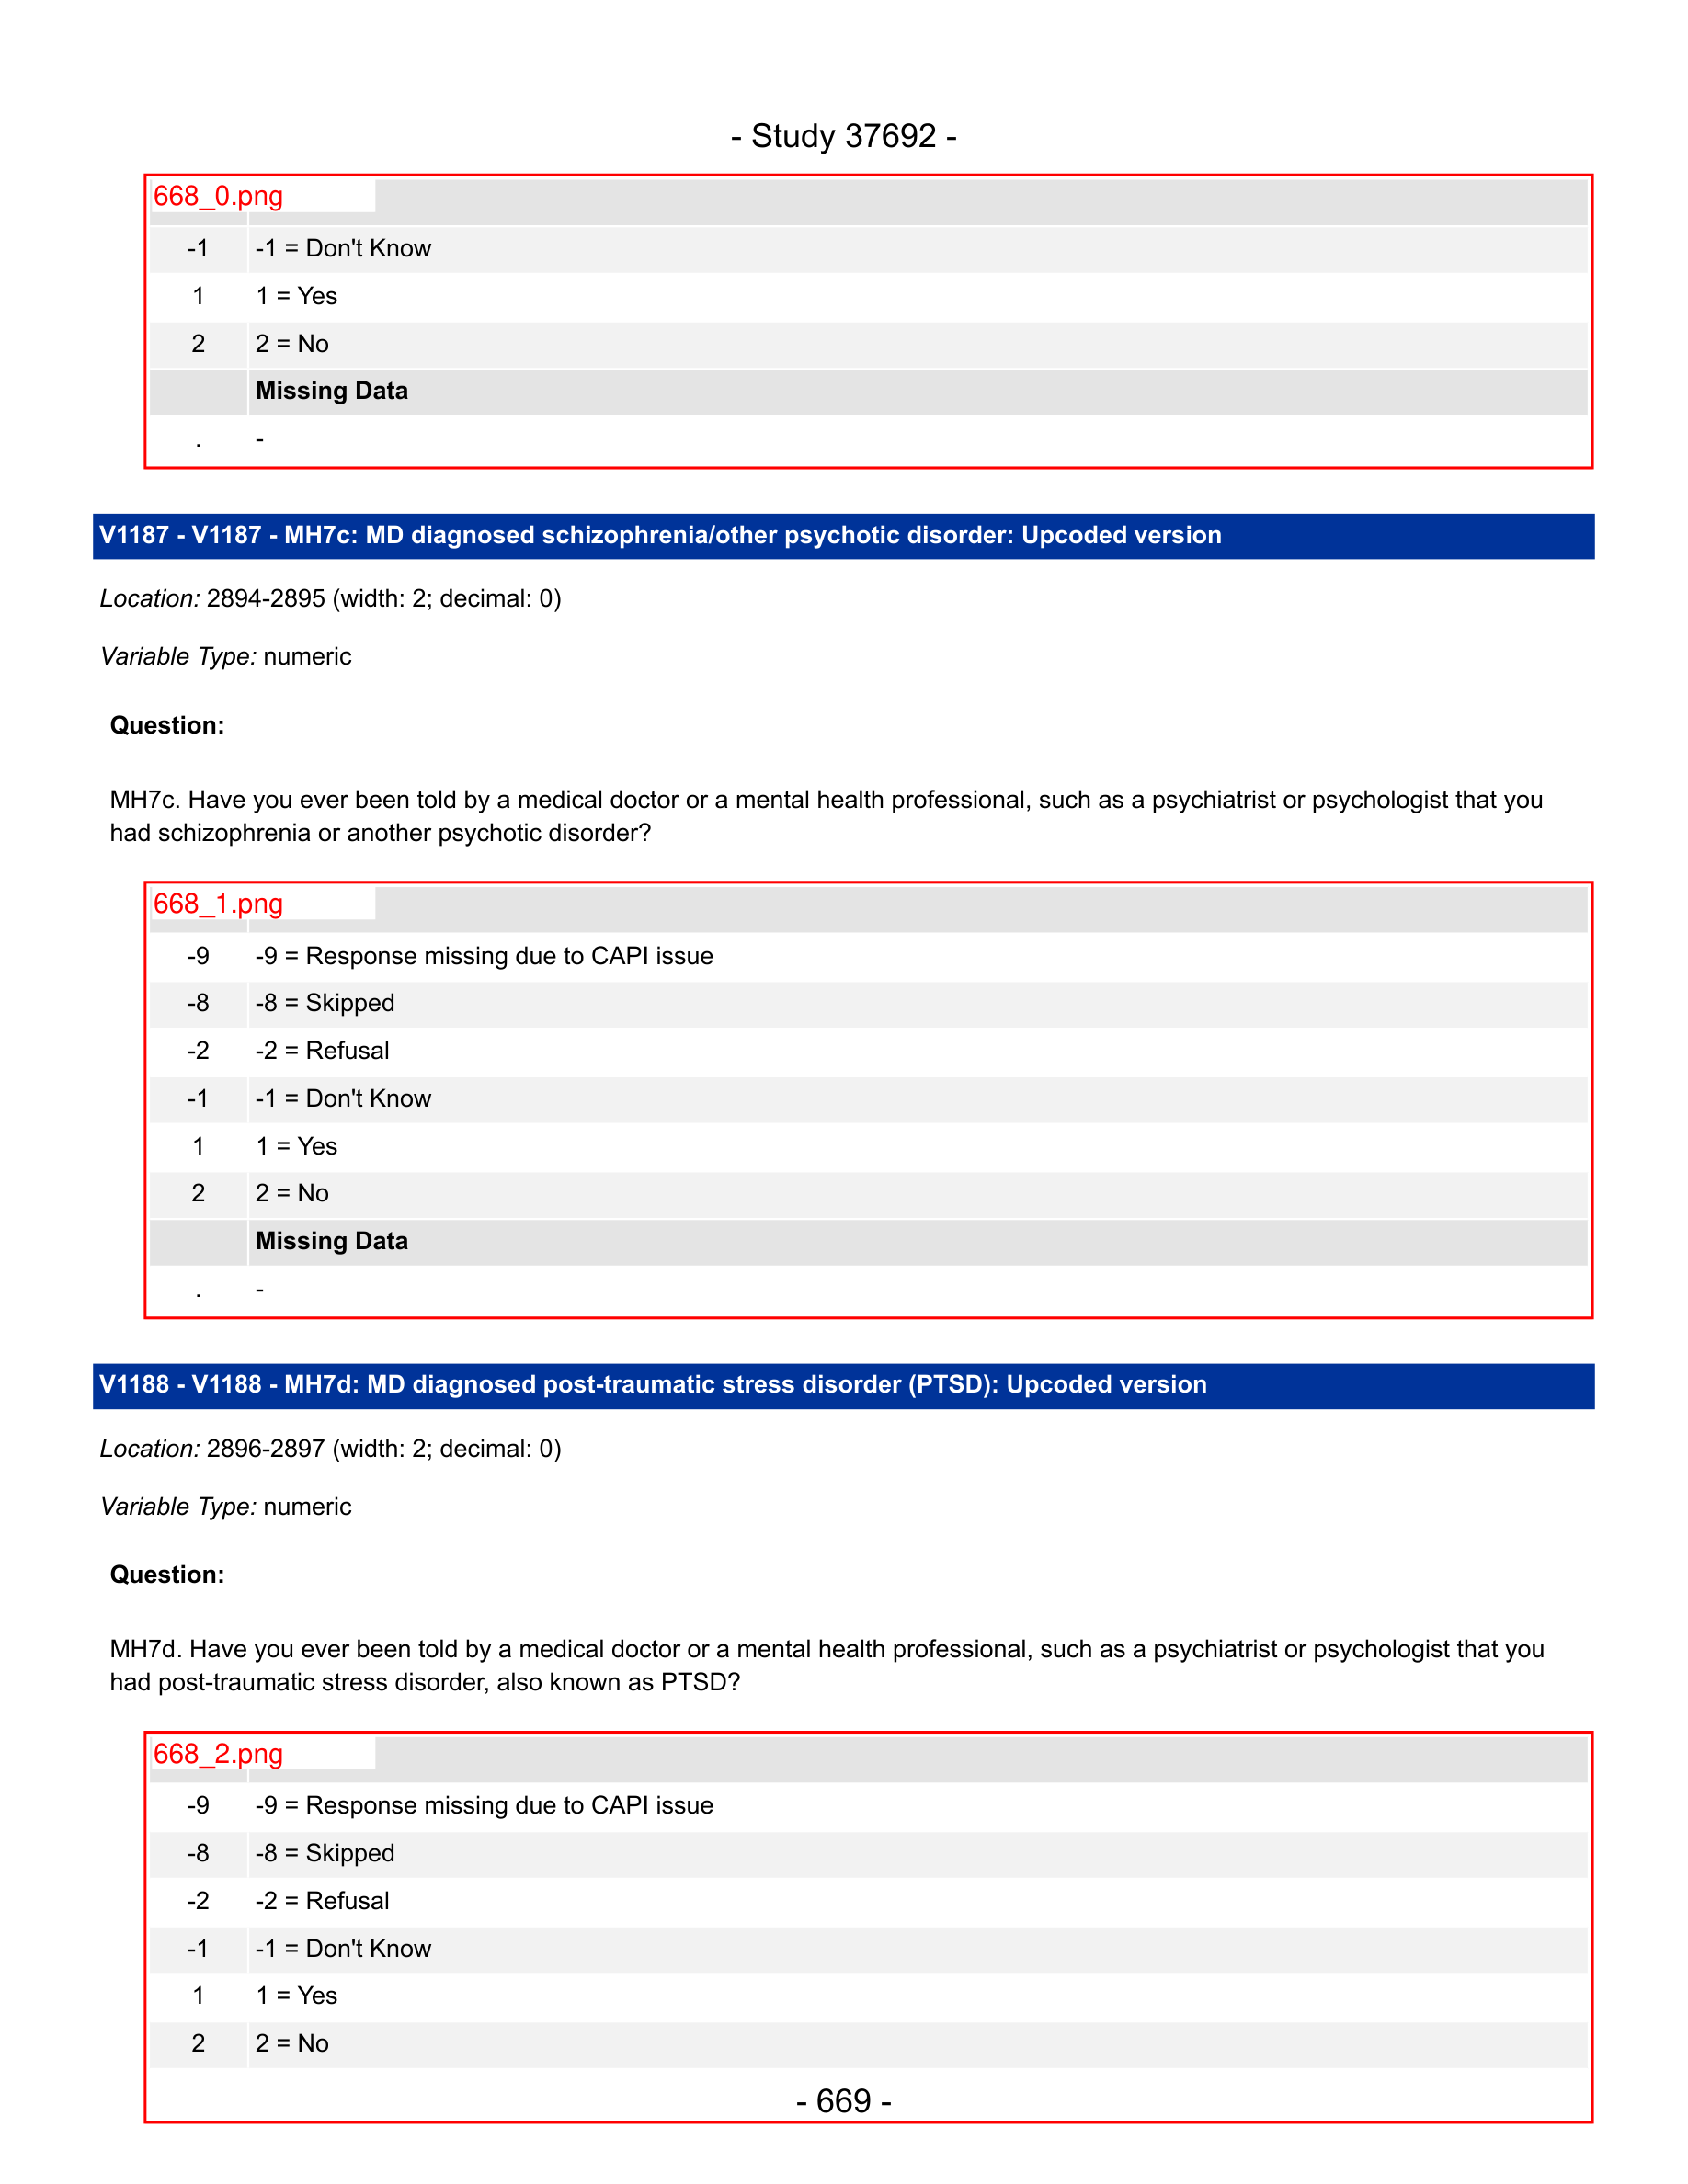 - Study 37692 -
668_0.png
-1 -1 = Don't Know
1 1 = Yes
2 2 = No
Missing Data
. -
V1187 - V1187 - MH7c: MD diagnosed schizophrenia/other psychotic disorder: Upcoded version
Location: 2894-2895 (width: 2; decimal: 0)
Variable Type: numeric
Question:
MH7c. Have you ever been told by a medical doctor or a mental health professional, such as a psychiatrist or psychologist that you
had schizophrenia or another psychotic disorder?
668_1.png
-9 -9 = Response missing due to CAPI issue
-8 -8 = Skipped
-2 -2 = Refusal
-1 -1 = Don't Know
1 1 = Yes
2 2 = No
Missing Data
. -
V1188 - V1188 - MH7d: MD diagnosed post-traumatic stress disorder (PTSD): Upcoded version
Location: 2896-2897 (width: 2; decimal: 0)
Variable Type: numeric
Question:
MH7d. Have you ever been told by a medical doctor or a mental health professional, such as a psychiatrist or psychologist that you
had post-traumatic stress disorder, also known as PTSD?
668_2.png
-9 -9 = Response missing due to CAPI issue
-8 -8 = Skipped
-2 -2 = Refusal
-1 -1 = Don't Know
1 1 = Yes
2 2 = No
- 669 -